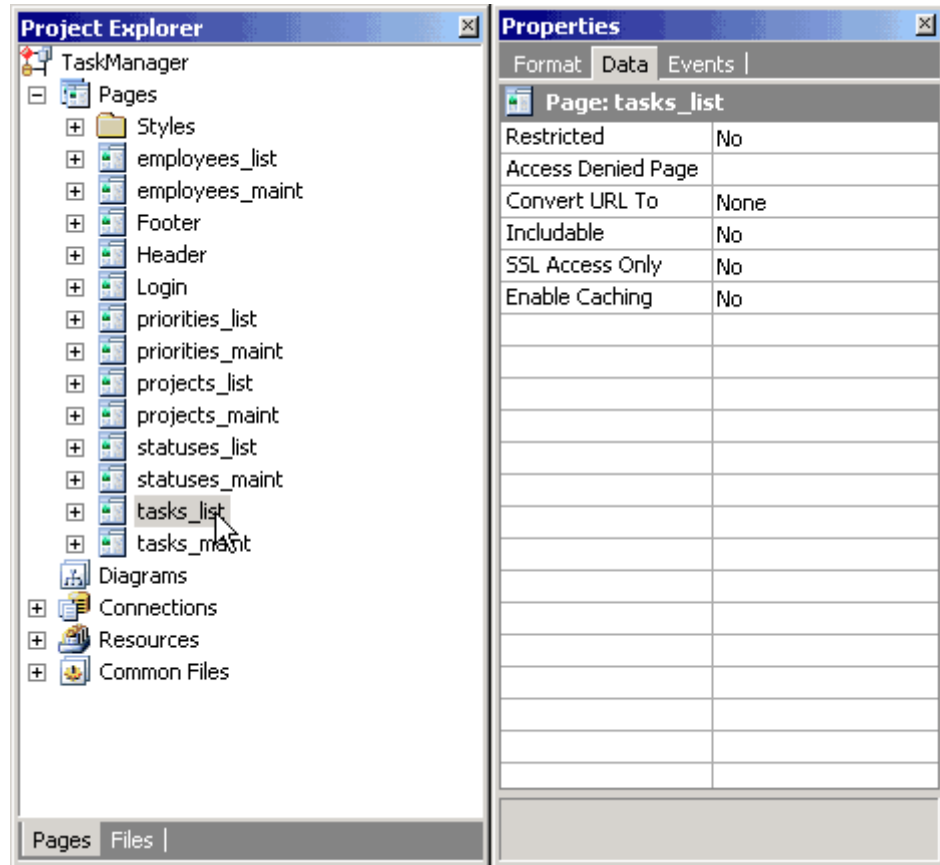 Project Explorer
TaskManager
Pages
Styles
employees_list
employees_maint
Footer
Header
Login
priorities_list
priorities_maint
projects_list
projects_maint
statuses_list
statuses_maint
tasks_list
tasks_maint
Diagrams
Connections
Resources
Common Files
Pages Files
Properties
Format Data Events
Page: tasks_list
Restricted No
Access Denied Page
Convert URL To None
Includable No
SSL Access Only No
Enable Caching No